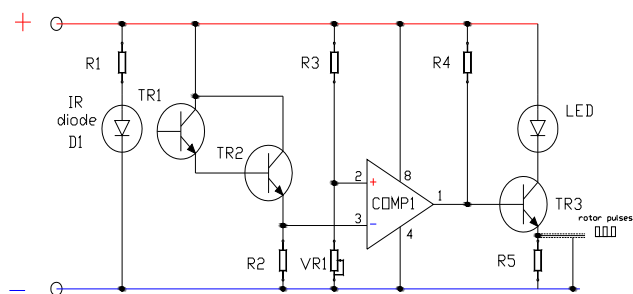 +
R1
R3
R4
IR
diode
D1
TR1
TR2
LED
2
+
8
COMP1
1
3
-
4
TR3
rotor pulses
R2
VR1
R5
-